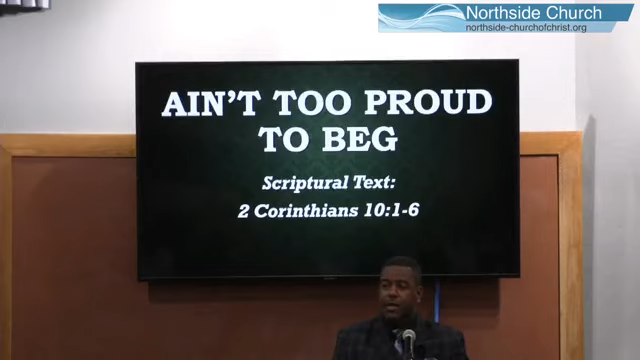 Northside Church
northside-churchofchrist.org
AIN'T TOO PROUD
TO BEG
Scriptural Text:
2 Corinthians 10:1-6